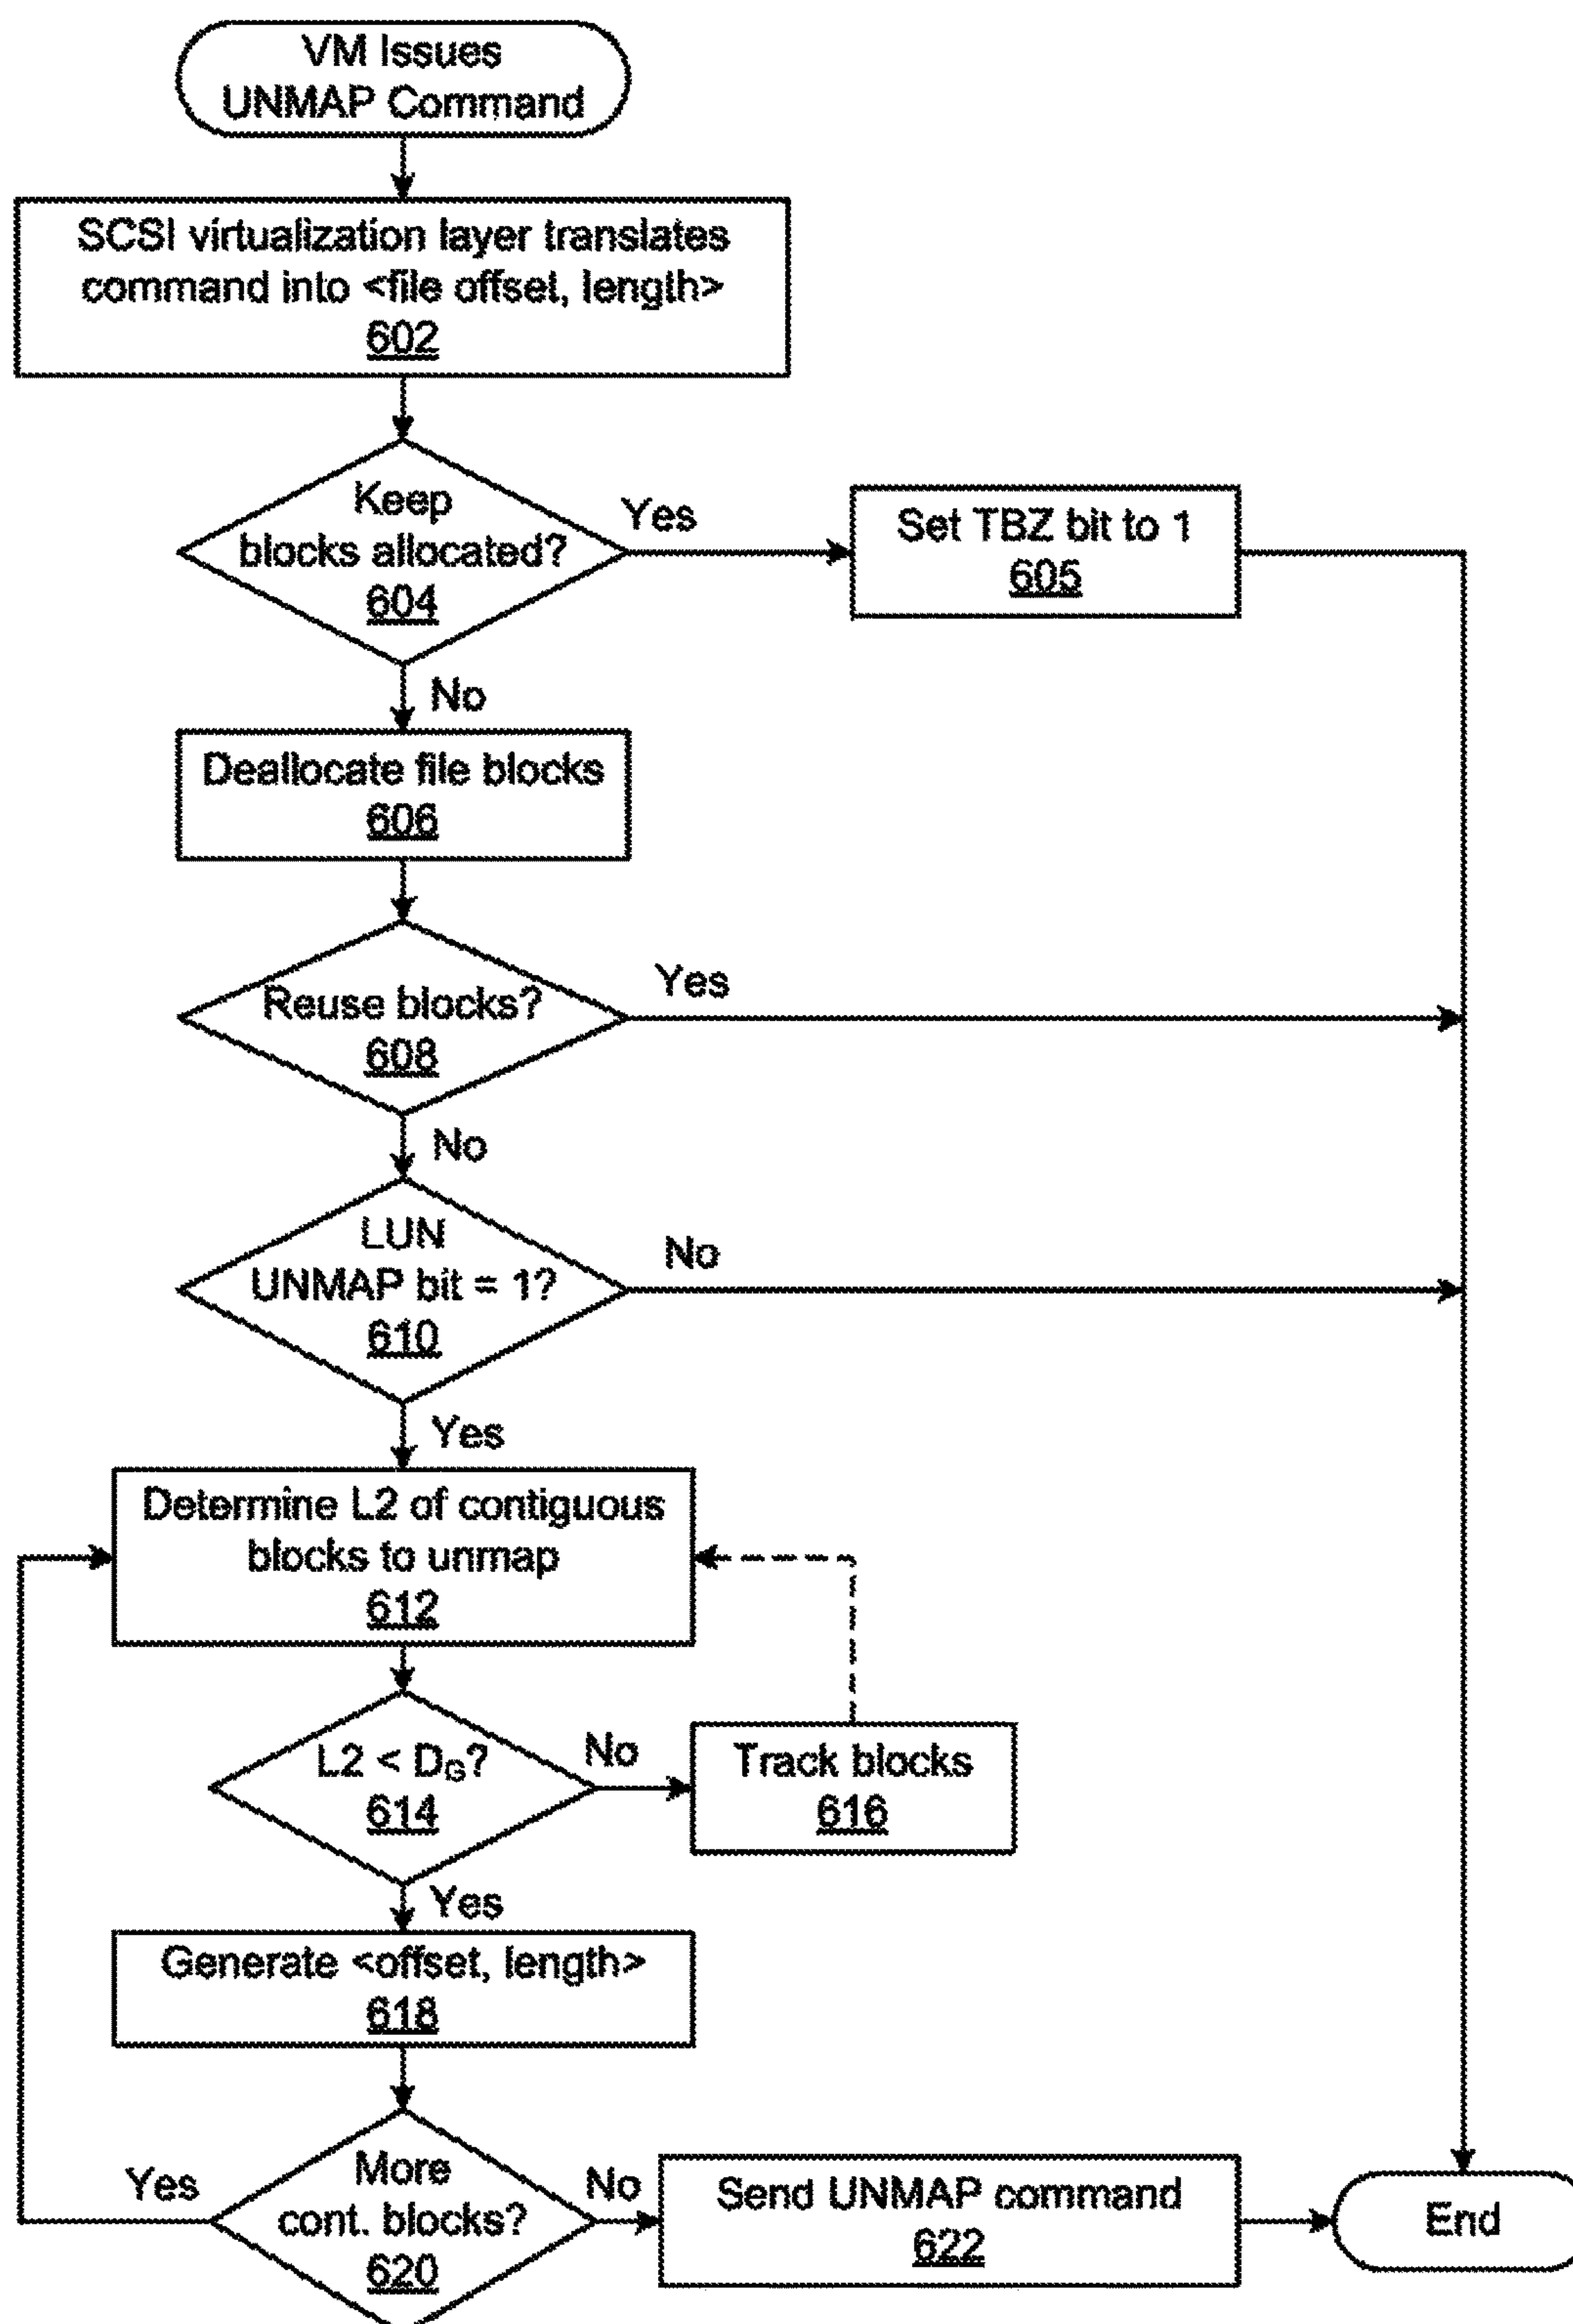 VM Issues
UNMAP Command
SCSI virtualization layer translates
command into <file offset, length>
602
Keep
blocks allocated?
604
Yes
Set TBZ bit to 1
605
No
Deallocate file blocks
606
Reuse blocks?
608
Yes
No
LUN
UNMAP bit = 1?
610
No
Yes
Determine L2 of contiguous
blocks to unmap
612
L2 < D_G?
614
No
Track blocks
616
Yes
Generate <offset, length>
618
More
cont. blocks?
620
Yes
No
Send UNMAP command
622
End